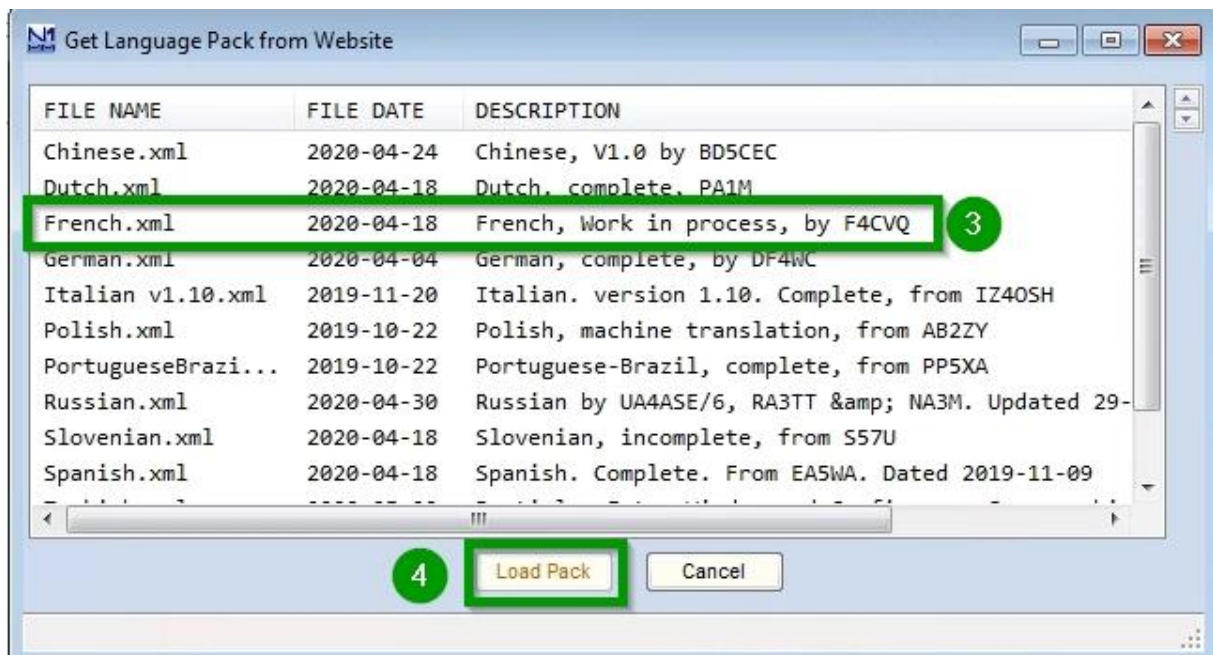 N1 MM Get Language Pack from Website
FILE NAME FILE DATE DESCRIPTION
Chinese.xml 2020-04-24 Chinese, V1.0 by BD5CEC
Dutch.xml 2020-04-18 Dutch, complete, PA1M
French.xml 2020-04-18 French, Work in process, by F4CVQ 3
German.xml 2020-04-04 German, complete, by DF4WC
Italian v1.10.xml 2019-11-20 Italian. version 1.10. Complete, from IZ4OSH
Polish.xml 2019-10-22 Polish, machine translation, from AB2ZY
PortugueseBrazi... 2019-10-22 Portuguese-Brazil, complete, from PP5XA
Russian.xml 2020-04-30 Russian by UA4ASE/6, RA3TT &amp; NA3M. Updated 29-
Slovenian.xml 2020-04-18 Slovenian, incomplete, from S57U
Spanish.xml 2020-04-18 Spanish. Complete. From EA5WA. Dated 2019-11-09
4 Load Pack Cancel